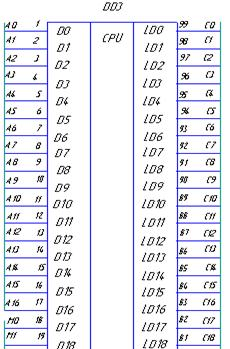 DD3
A0 1 D0 CPU LD0 99 C0
A1 2 D1 LD1 98 C1
A2 3 D2 LD2 97 C2
A3 4 D3 LD3 96 C3
A4 5 D4 LD4 95 C4
A5 6 D5 LD5 94 C5
A6 7 D6 LD6 93 C6
A7 8 D7 LD7 92 C7
A8 9 D8 LD8 91 C8
A9 10 D9 LD9 90 C9
A10 11 D10 LD10 89 C10
A11 12 D11 LD11 88 C11
A12 13 D12 LD12 87 C12
A13 14 D13 LD13 86 C13
A14 15 D14 LD14 85 C14
A15 16 D15 LD15 84 C15
A16 17 D16 LD16 83 C16
M0 18 D17 LD17 82 C17
M1 19 D18 LD18 81 C18